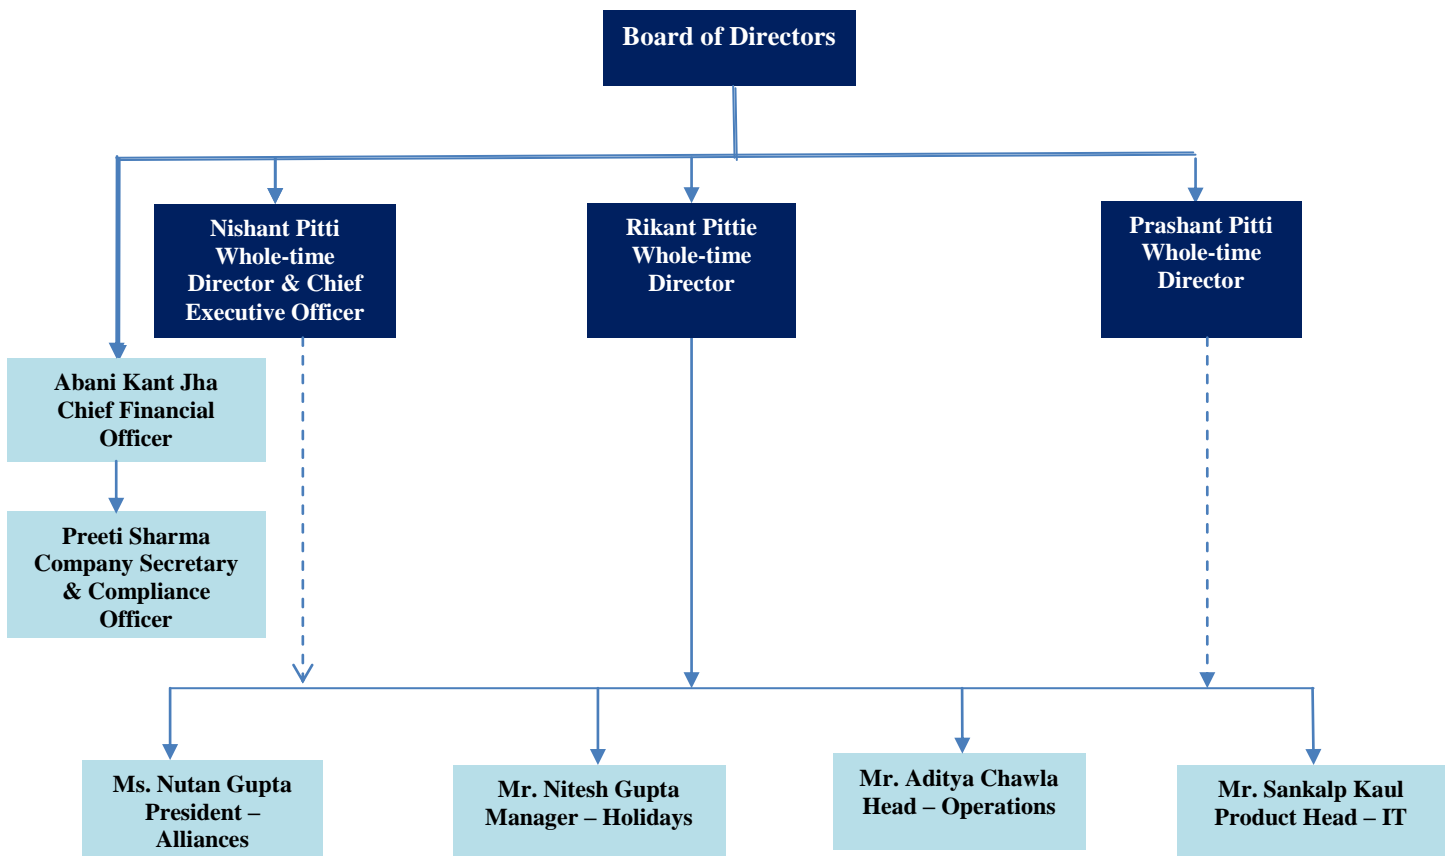 Board of Directors
Nishant Pitti
Whole-time
Director & Chief
Executive Officer
Rikant Pittie
Whole-time
Director
Prashant Pitti
Whole-time
Director
Abani Kant Jha
Chief Financial
Officer
Preeti Sharma
Company Secretary
& Compliance
Officer
Ms. Nutan Gupta
President –
Alliances
Mr. Nitesh Gupta
Manager – Holidays
Mr. Aditya Chawla
Head – Operations
Mr. Sankalp Kaul
Product Head – IT